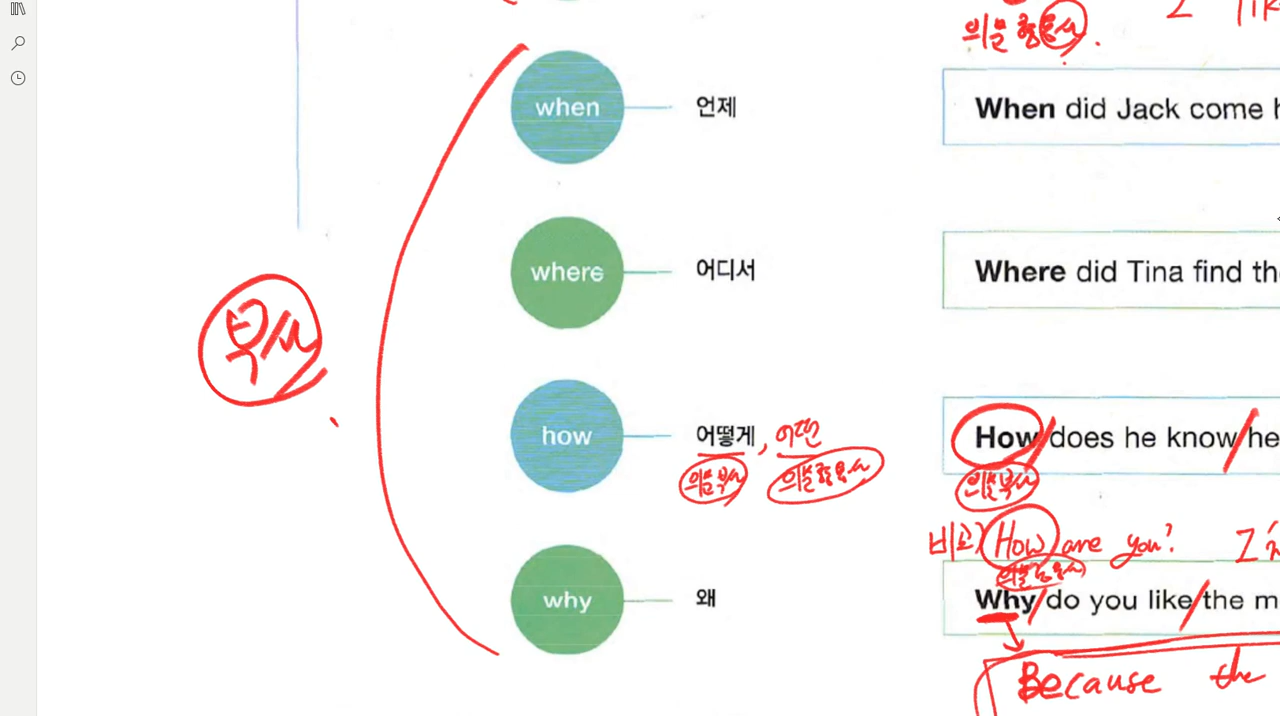 의문형용사.
I lik
when 언제 When did Jack come h
where 어디서 Where did Tina find th
부사
how 어떻게, 어떤 How does he know he
의문부사 의문형용사 의문부사
비교) How are you? I'
의문형용사
why 왜 Why do you like the m
Because the